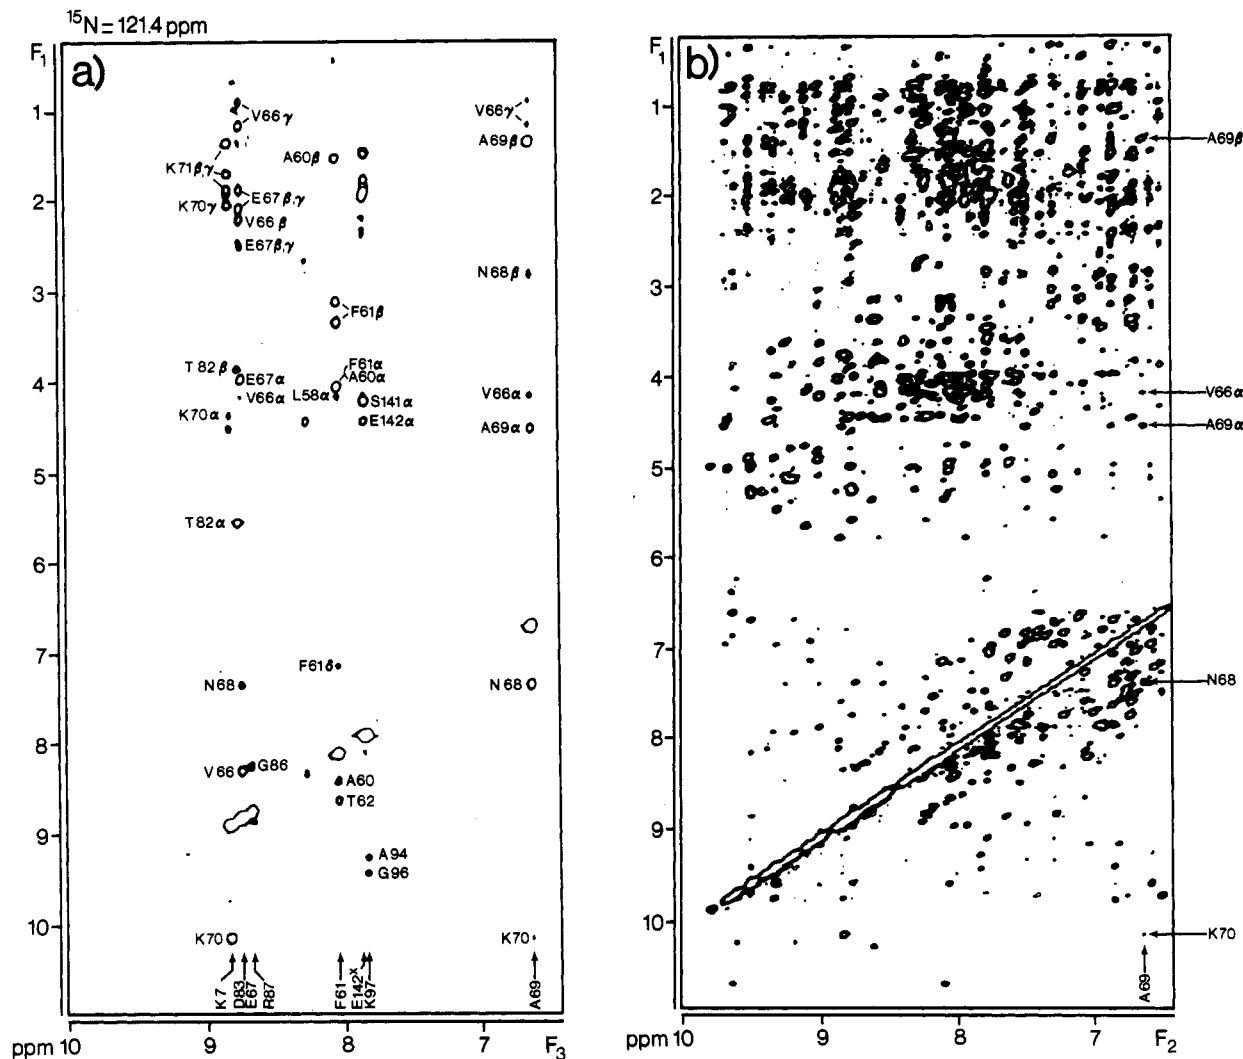 15N = 121.4 ppm
F1
a)
1
2
3
4
5
6
7
8
9
10
V66γ
K71β,γ
A60β
E67β,γ
K70γ
V66β
E67β,γ
F61β
T82β
E67α
F61α
A60α
V66α
L58α
S141α
K70α
E142α
T82α
F61β
N68
V66
G86
A60
T62
A94
G96
K70
V66γ
A69β
N68β
V66α
A69α
N68
K70
K7
D83
E67
R87
F61
E142x
K97
A69
ppm 10
9
8
7
F3
F1
b)
1
2
3
4
5
6
7
8
9
10
A69β
V66α
A69α
N68
K70
A69
ppm 10
9
8
7
F2